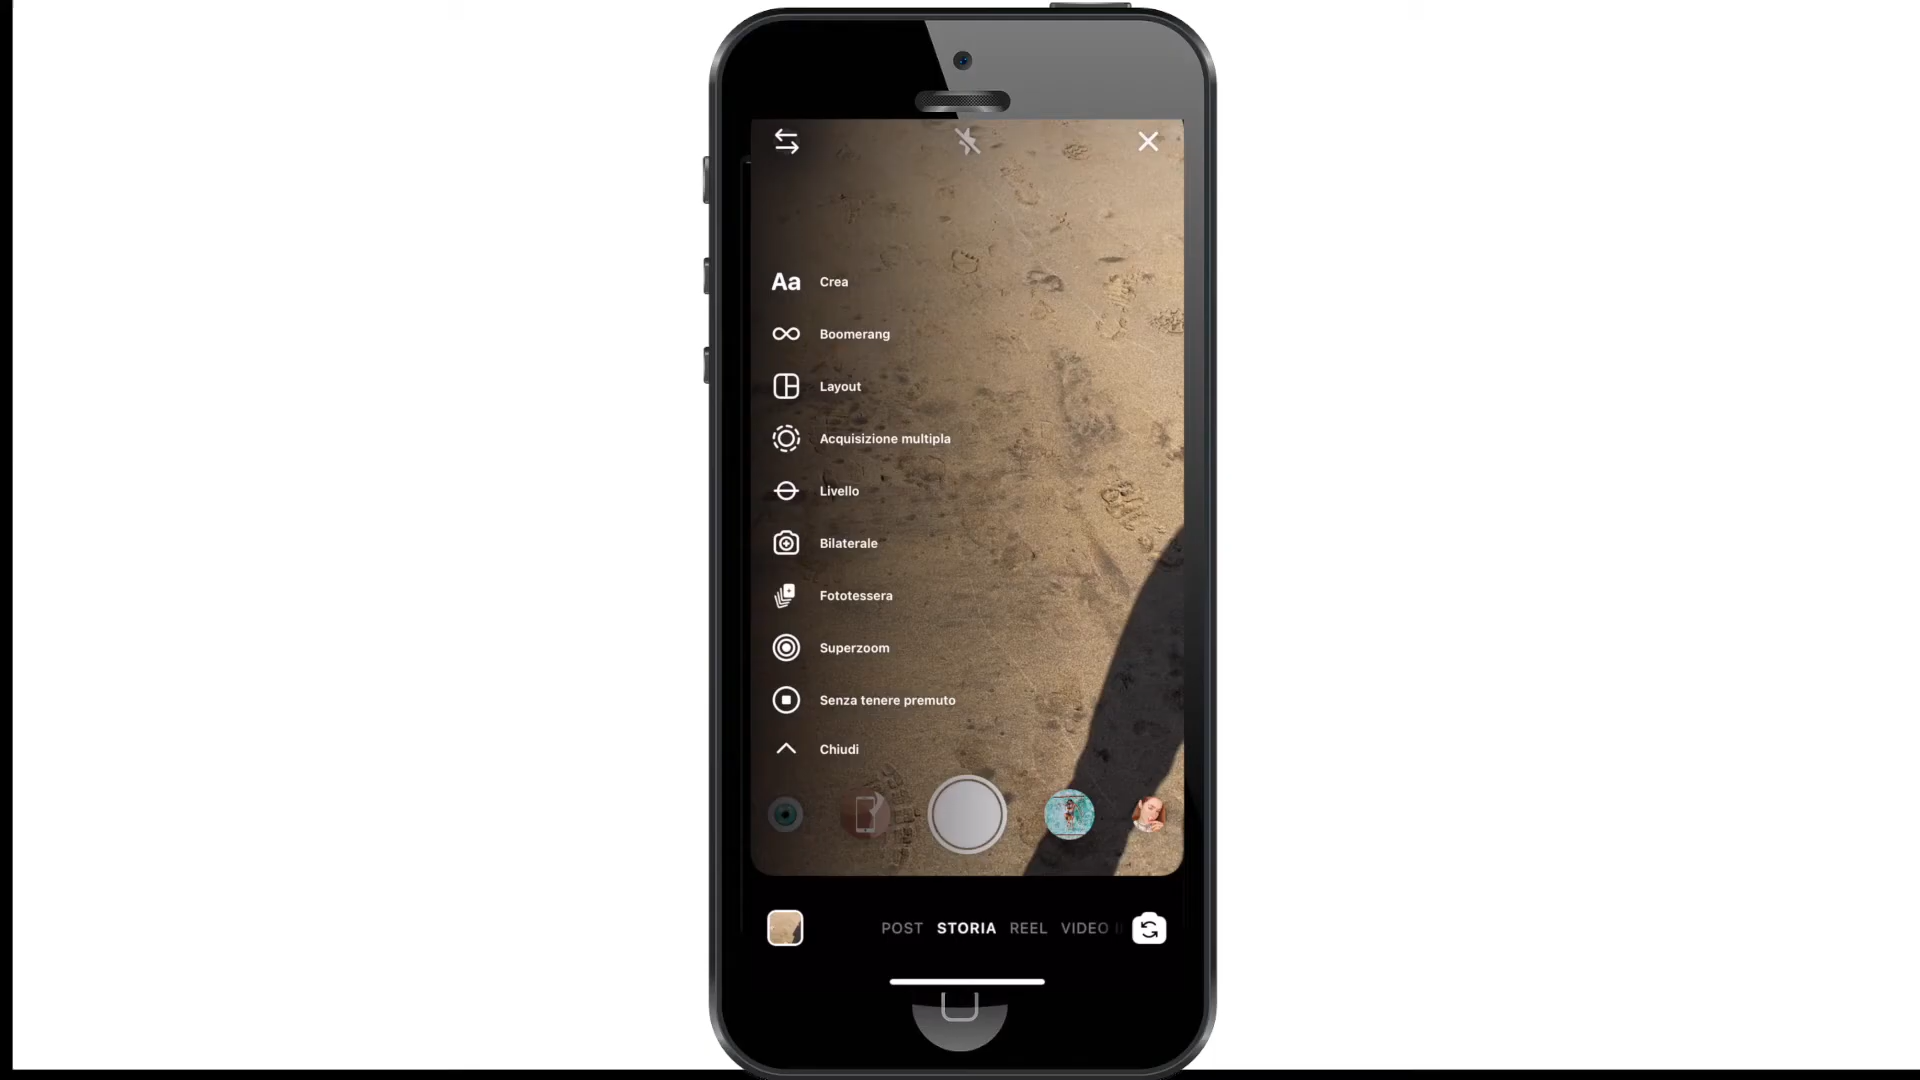 Aa Crea
Boomerang
Layout
Acquisizione multipla
Livello
Bilaterale
Fototessera
Superzoom
Senza tenere premuto
Chiudi
POST STORIA REEL VIDEO